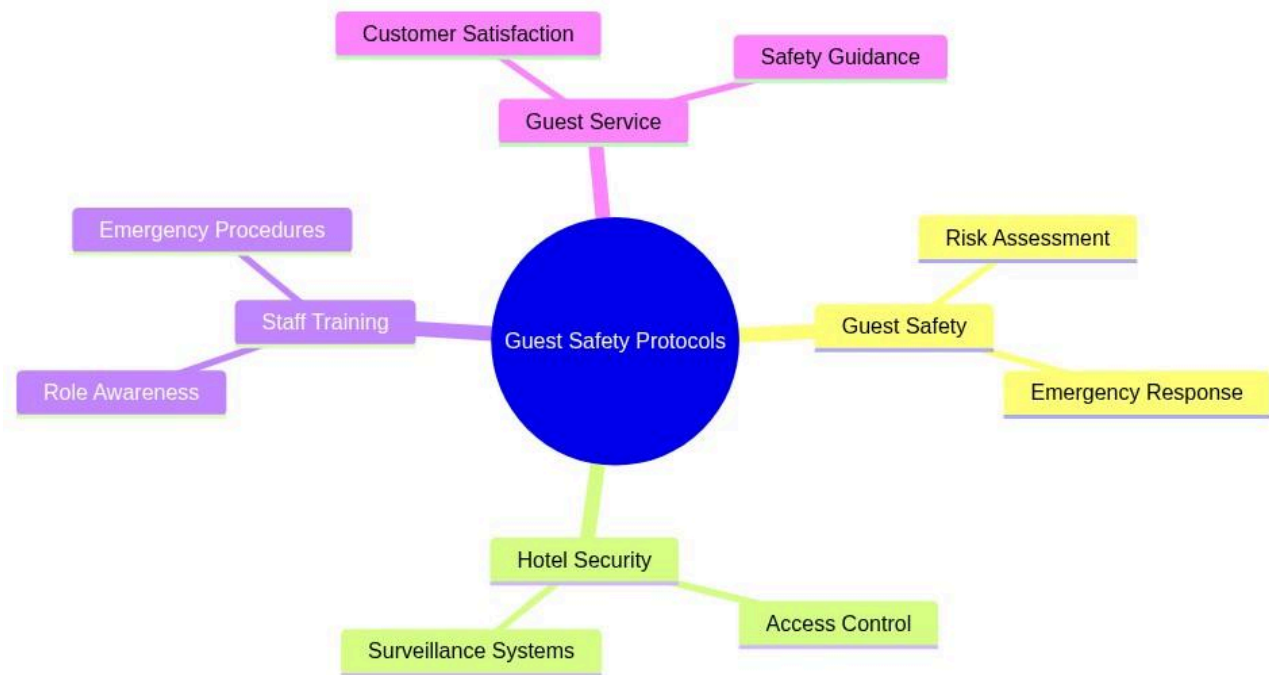 Customer Satisfaction
Safety Guidance
Guest Service
Emergency Procedures
Risk Assessment
Staff Training
Guest Safety Protocols
Guest Safety
Role Awareness
Emergency Response
Hotel Security
Access Control
Surveillance Systems